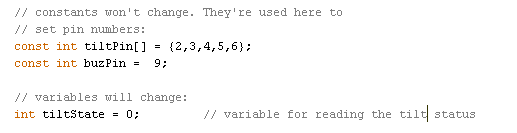 // constants won't change. They're used here to
// set pin numbers:
const int tiltPin[] = {2,3,4,5,6};
const int buzPin =  9;
// variables will change:
int tiltState = 0;         // variable for reading the tilt status